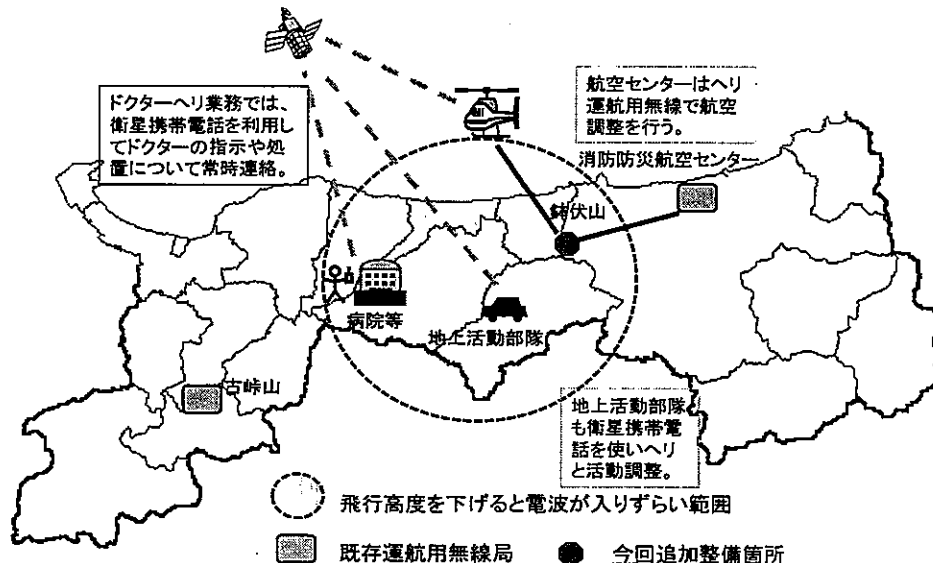 ドクターヘリ業務では、
衛星携帯電話を利用し
てドクターの指示や処
置について常時連絡。
航空センターはヘリ
運航用無線で航空
調整を行う。
消防防災航空センター
鉢伏山
病院等
地上活動部隊
古峠山
地上活動部隊
も衛星携帯電
話を使いヘリ
と活動調整。
飛行高度を下げると電波が入りずらい範囲
既存運航用無線局
今回追加整備箇所